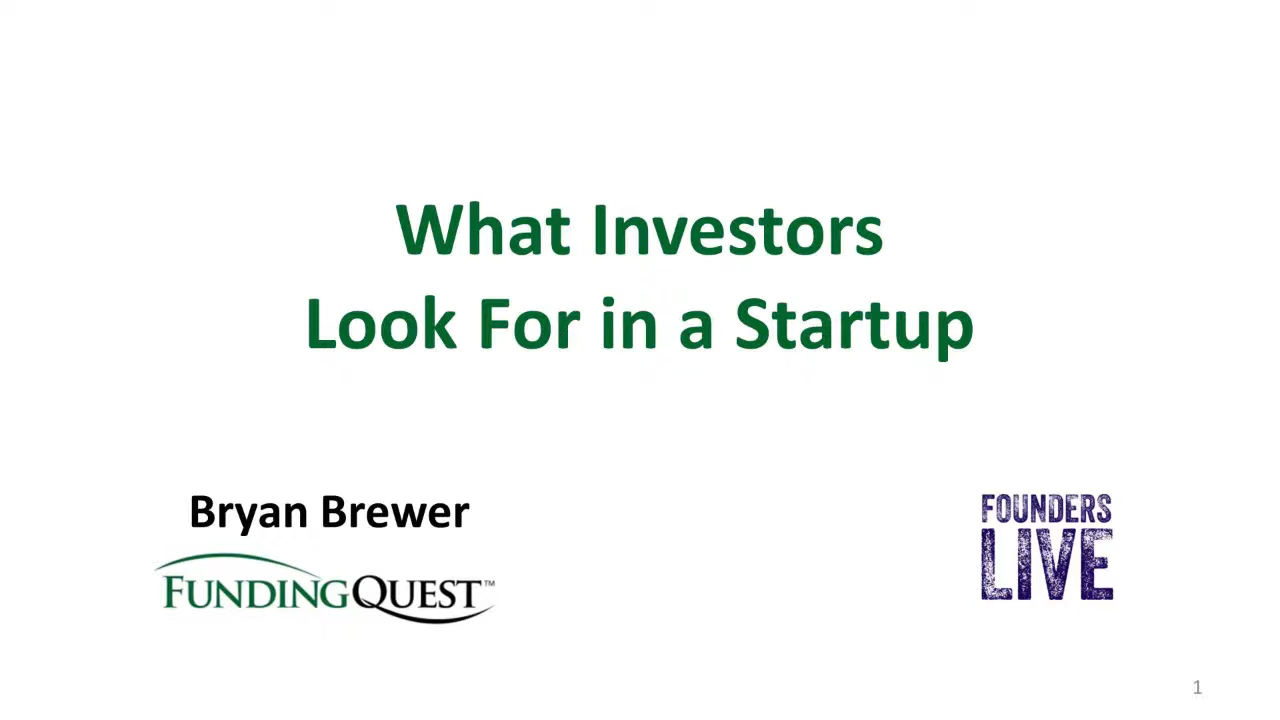 What Investors
Look For in a Startup
Bryan Brewer
FUNDINGQUEST™
FOUNDERS
LIVE
1